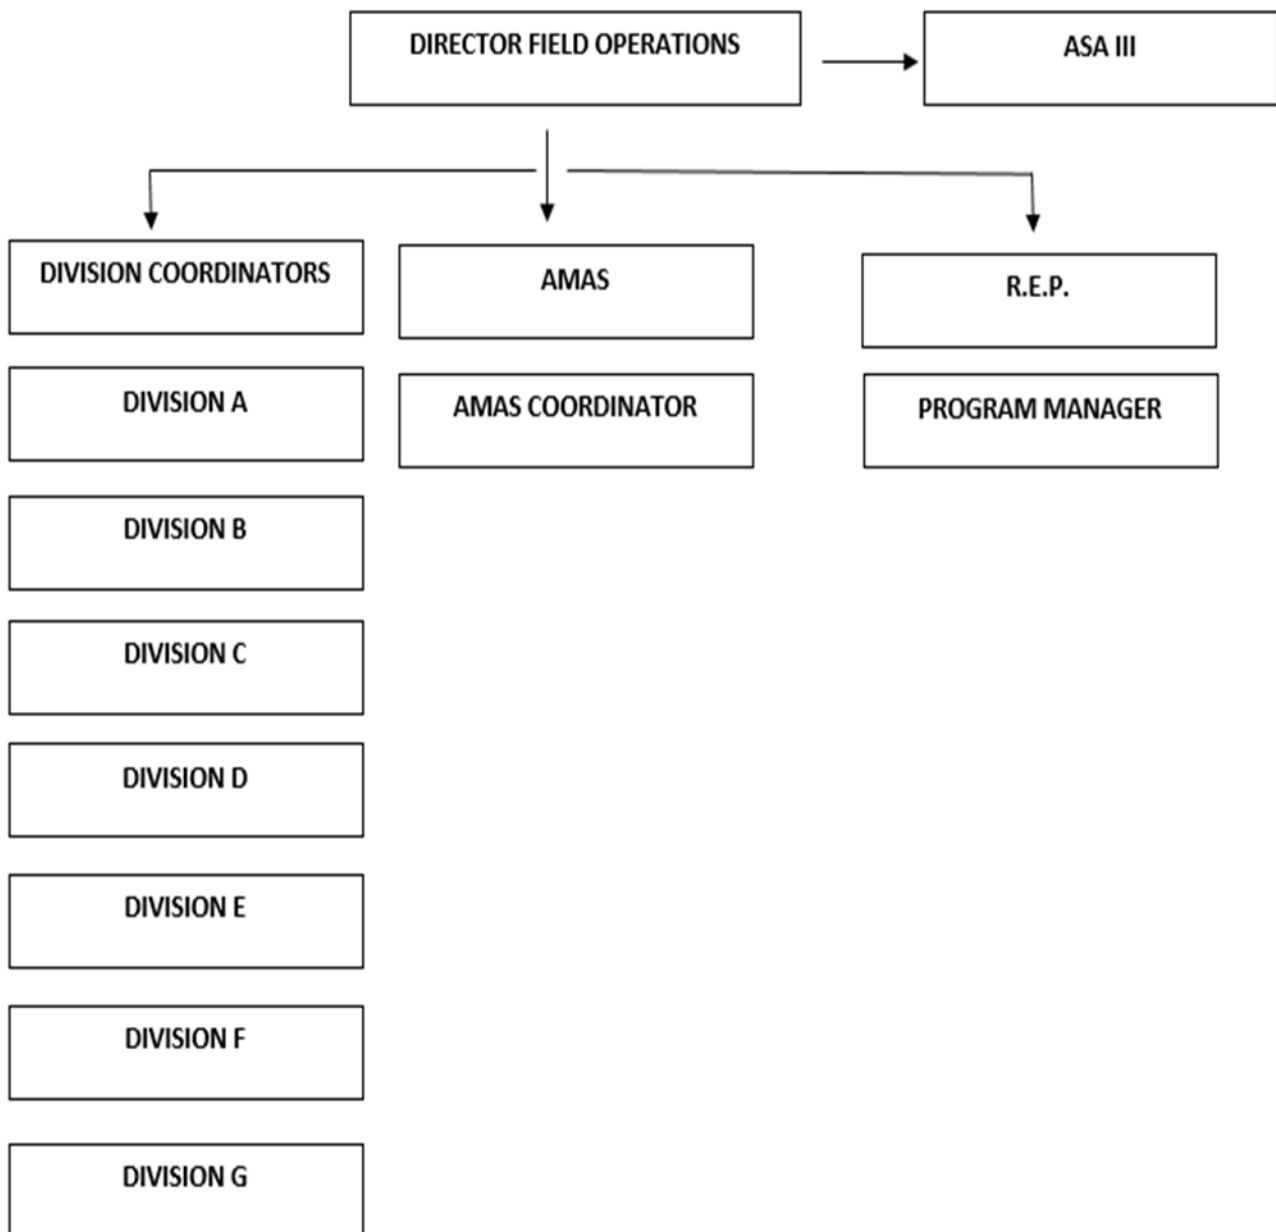 DIRECTOR FIELD OPERATIONS
ASA III
DIVISION COORDINATORS
AMAS
R.E.P.
DIVISION A
AMAS COORDINATOR
PROGRAM MANAGER
DIVISION B
DIVISION C
DIVISION D
DIVISION E
DIVISION F
DIVISION G